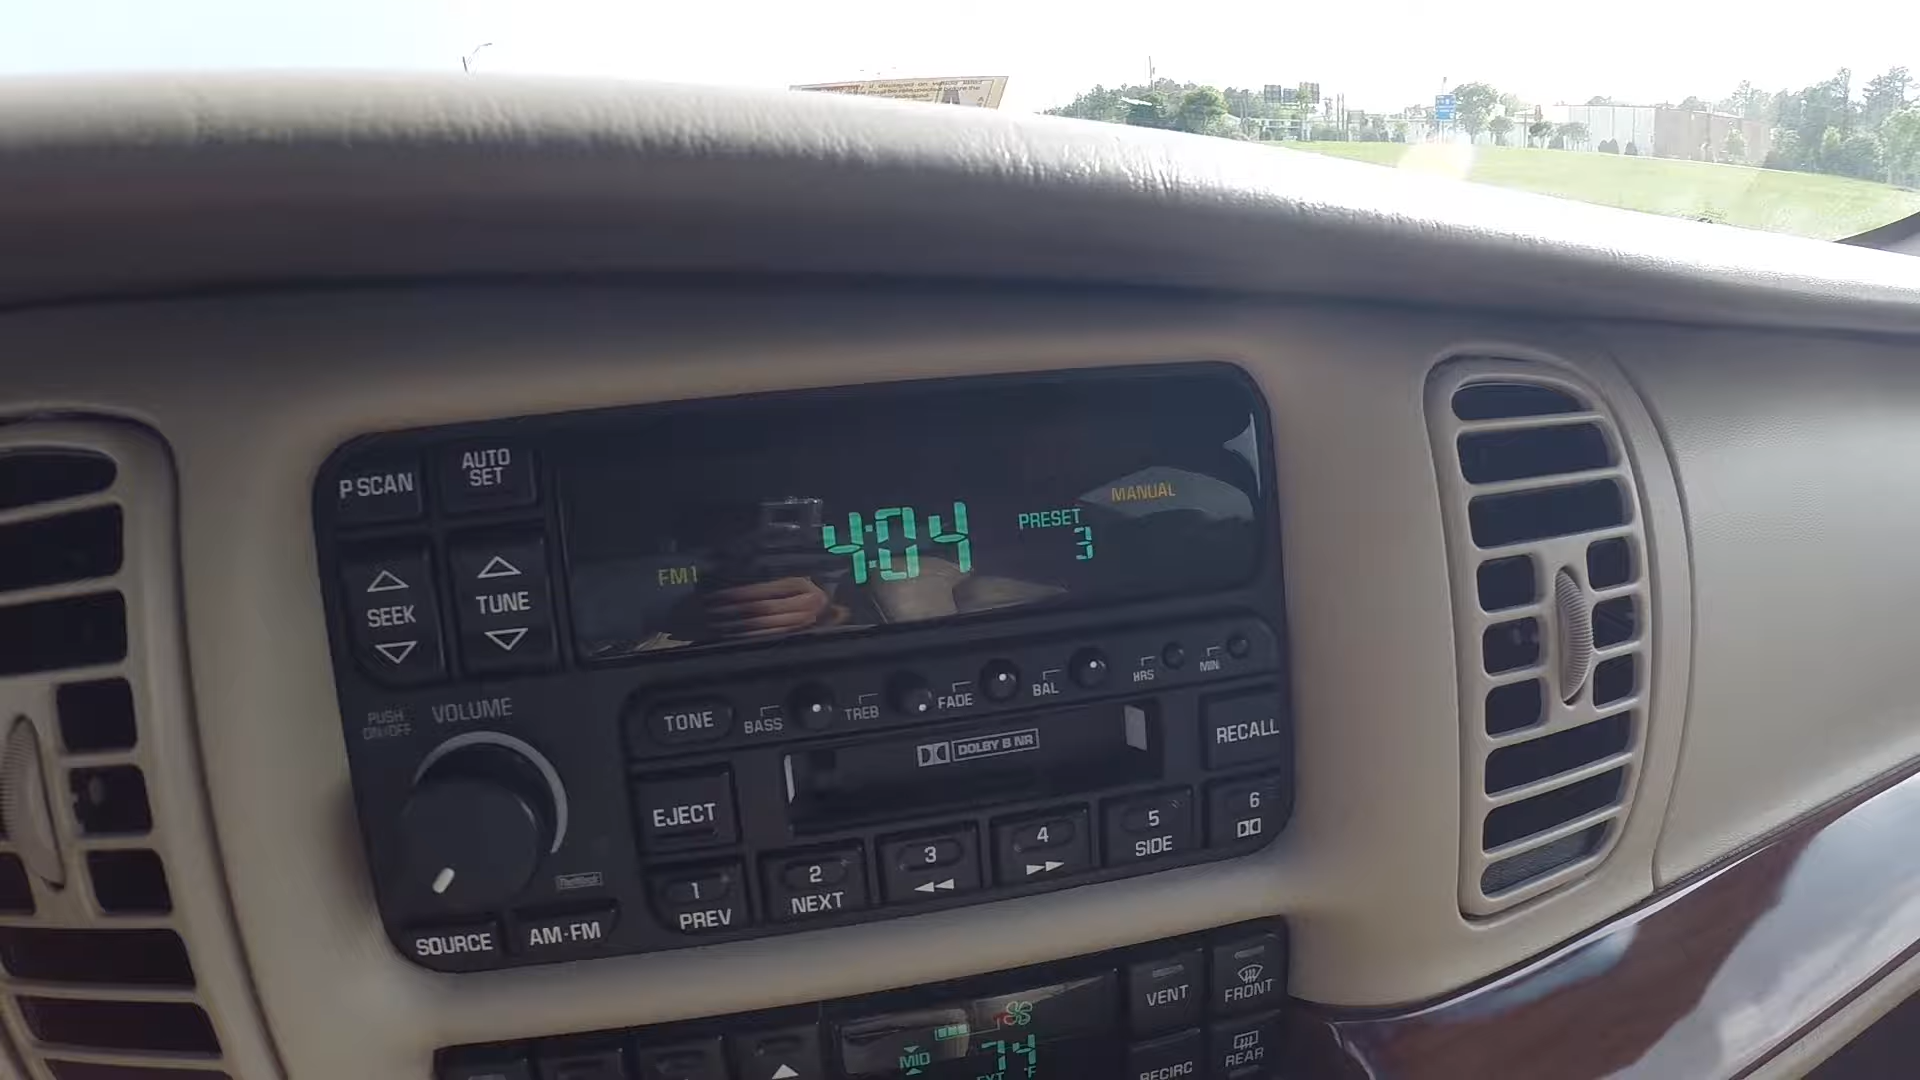 P SCAN
AUTO
SET
SEEK
TUNE
FM1
4:04
PRESET
3
MANUAL
PUSH
ON-OFF
VOLUME
TONE
BASS
TREB
FADE
BAL
HRS
MIN
DOLBY B NR
RECALL
EJECT
1
PREV
2
NEXT
3
4
5
SIDE
6
SOURCE
AM-FM
VENT
FRONT
MID
74
EXT °F
RECIRC
REAR